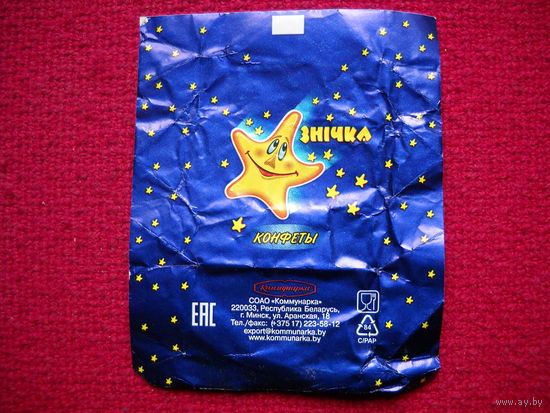 ЗНІЧКА
КОНФЕТЫ
Коммунарка
СОАО «Коммунарка»
220033, Республика Беларусь,
г. Минск, ул. Аранская, 18
Тел./факс: (+375 17) 223-58-12
export@kommunarka.by
www.kommunarka.by
EAC
84
C/PAP
www.ay.by